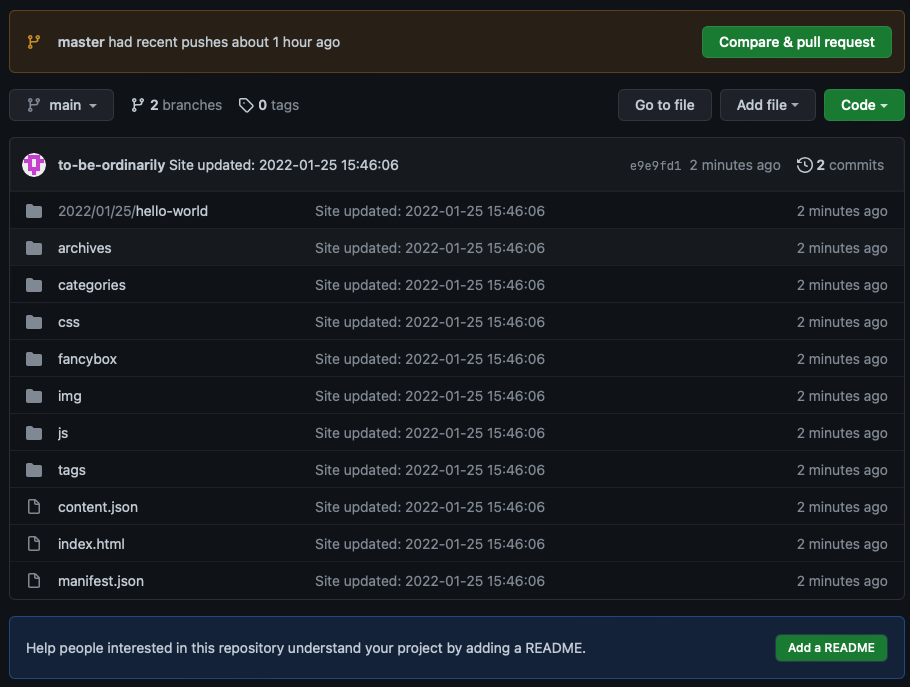 master had recent pushes about 1 hour ago Compare & pull request
main 2 branches 0 tags Go to file Add file Code
to-be-ordinarily Site updated: 2022-01-25 15:46:06 e9e9fd1 2 minutes ago 2 commits
2022/01/25/hello-world Site updated: 2022-01-25 15:46:06 2 minutes ago
archives Site updated: 2022-01-25 15:46:06 2 minutes ago
categories Site updated: 2022-01-25 15:46:06 2 minutes ago
css Site updated: 2022-01-25 15:46:06 2 minutes ago
fancybox Site updated: 2022-01-25 15:46:06 2 minutes ago
img Site updated: 2022-01-25 15:46:06 2 minutes ago
js Site updated: 2022-01-25 15:46:06 2 minutes ago
tags Site updated: 2022-01-25 15:46:06 2 minutes ago
content.json Site updated: 2022-01-25 15:46:06 2 minutes ago
index.html Site updated: 2022-01-25 15:46:06 2 minutes ago
manifest.json Site updated: 2022-01-25 15:46:06 2 minutes ago
Help people interested in this repository understand your project by adding a README. Add a README